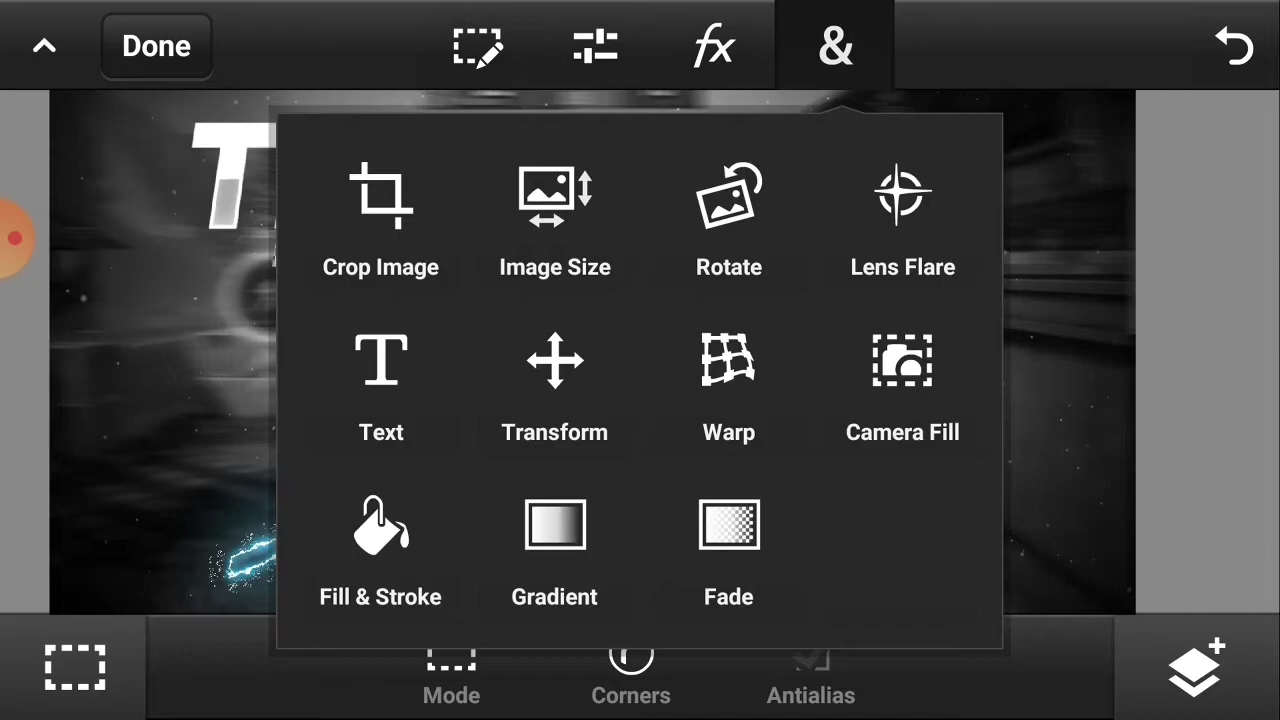 Done
fx
&
T
Crop Image
Image Size
Rotate
Lens Flare
T
Text
Transform
Warp
Camera Fill
Fill & Stroke
Gradient
Fade
Mode
Corners
Antialias